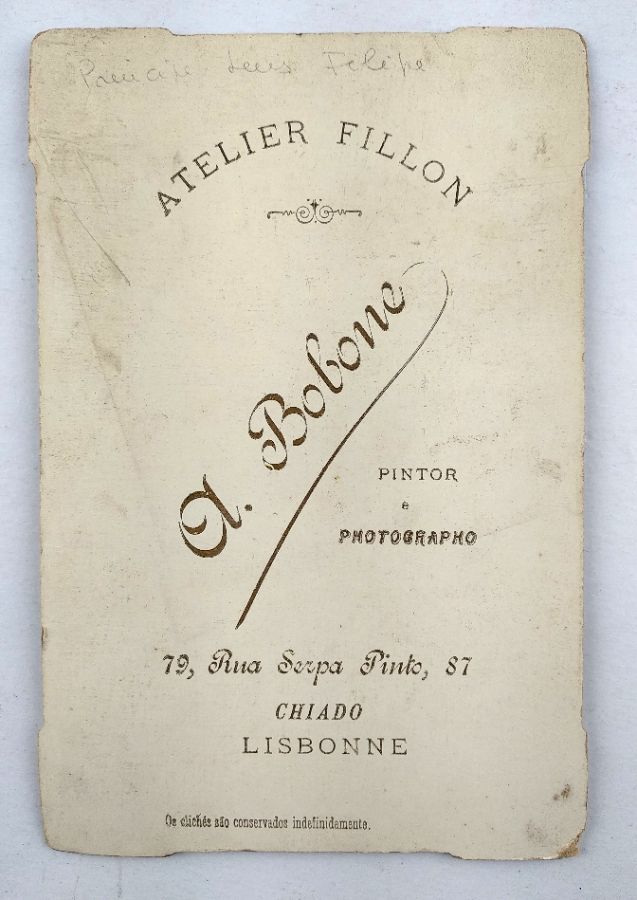 Principe Luis Filipe
ATELIER FILLON
A. Bobone
PINTOR
e
PHOTOGRAPHO
79, Rua Serpa Pinto, 87
CHIADO
LISBONNE
Os clichés são conservados indefinidamente.